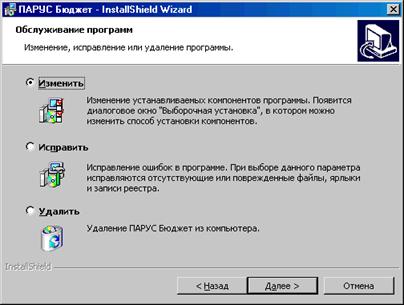 ПАРУС Бюджет - InstallShield Wizard
Обслуживание программ
Изменение, исправление или удаление программы.
Изменить
Изменение устанавливаемых компонентов программы. Появится
диалоговое окно "Выборочная установка", в котором можно
изменить способ установки компонентов.
Исправить
Исправление ошибок в программе. При выборе данного параметра
исправляются отсутствующие или поврежденные файлы, ярлыки
и записи реестра.
Удалить
Удаление ПАРУС Бюджет из компьютера.
InstallShield
< Назад Далее > Отмена